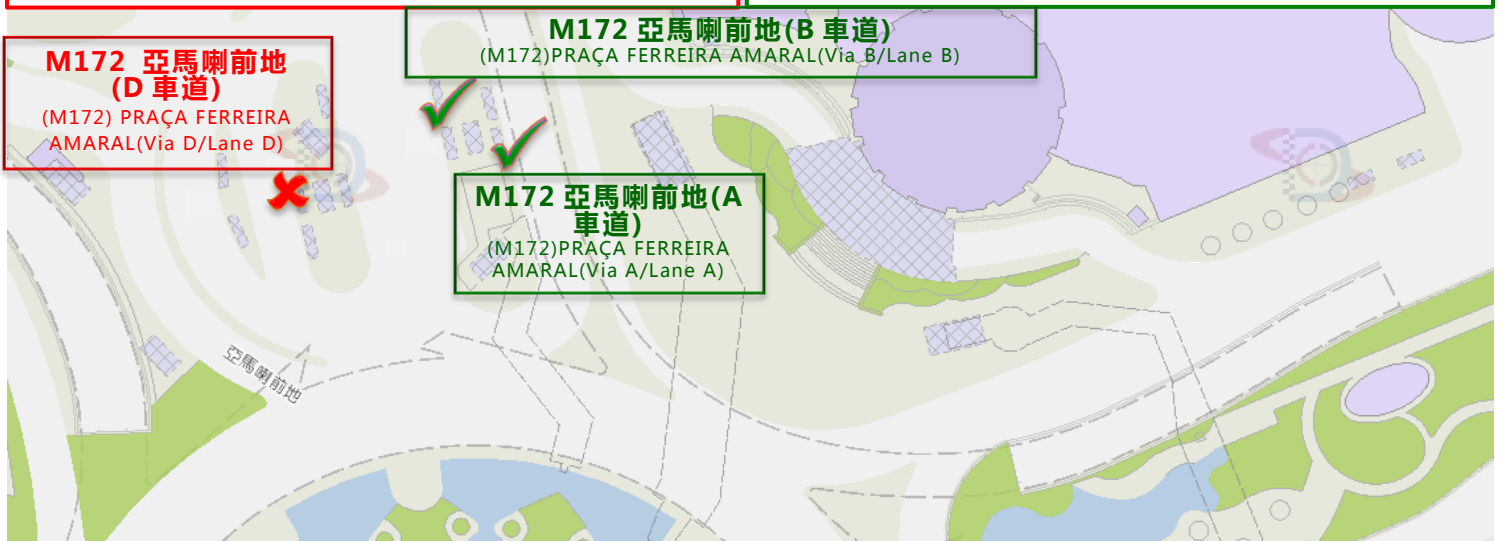 M172 亞馬喇前地(B 車道)
(M172)PRAÇA FERREIRA AMARAL(Via B/Lane B)
M172 亞馬喇前地
(D 車道)
(M172) PRAÇA FERREIRA
AMARAL(Via D/Lane D)
M172 亞馬喇前地(A
車道)
(M172)PRAÇA FERREIRA
AMARAL(Via A/Lane A)
亞馬喇前地